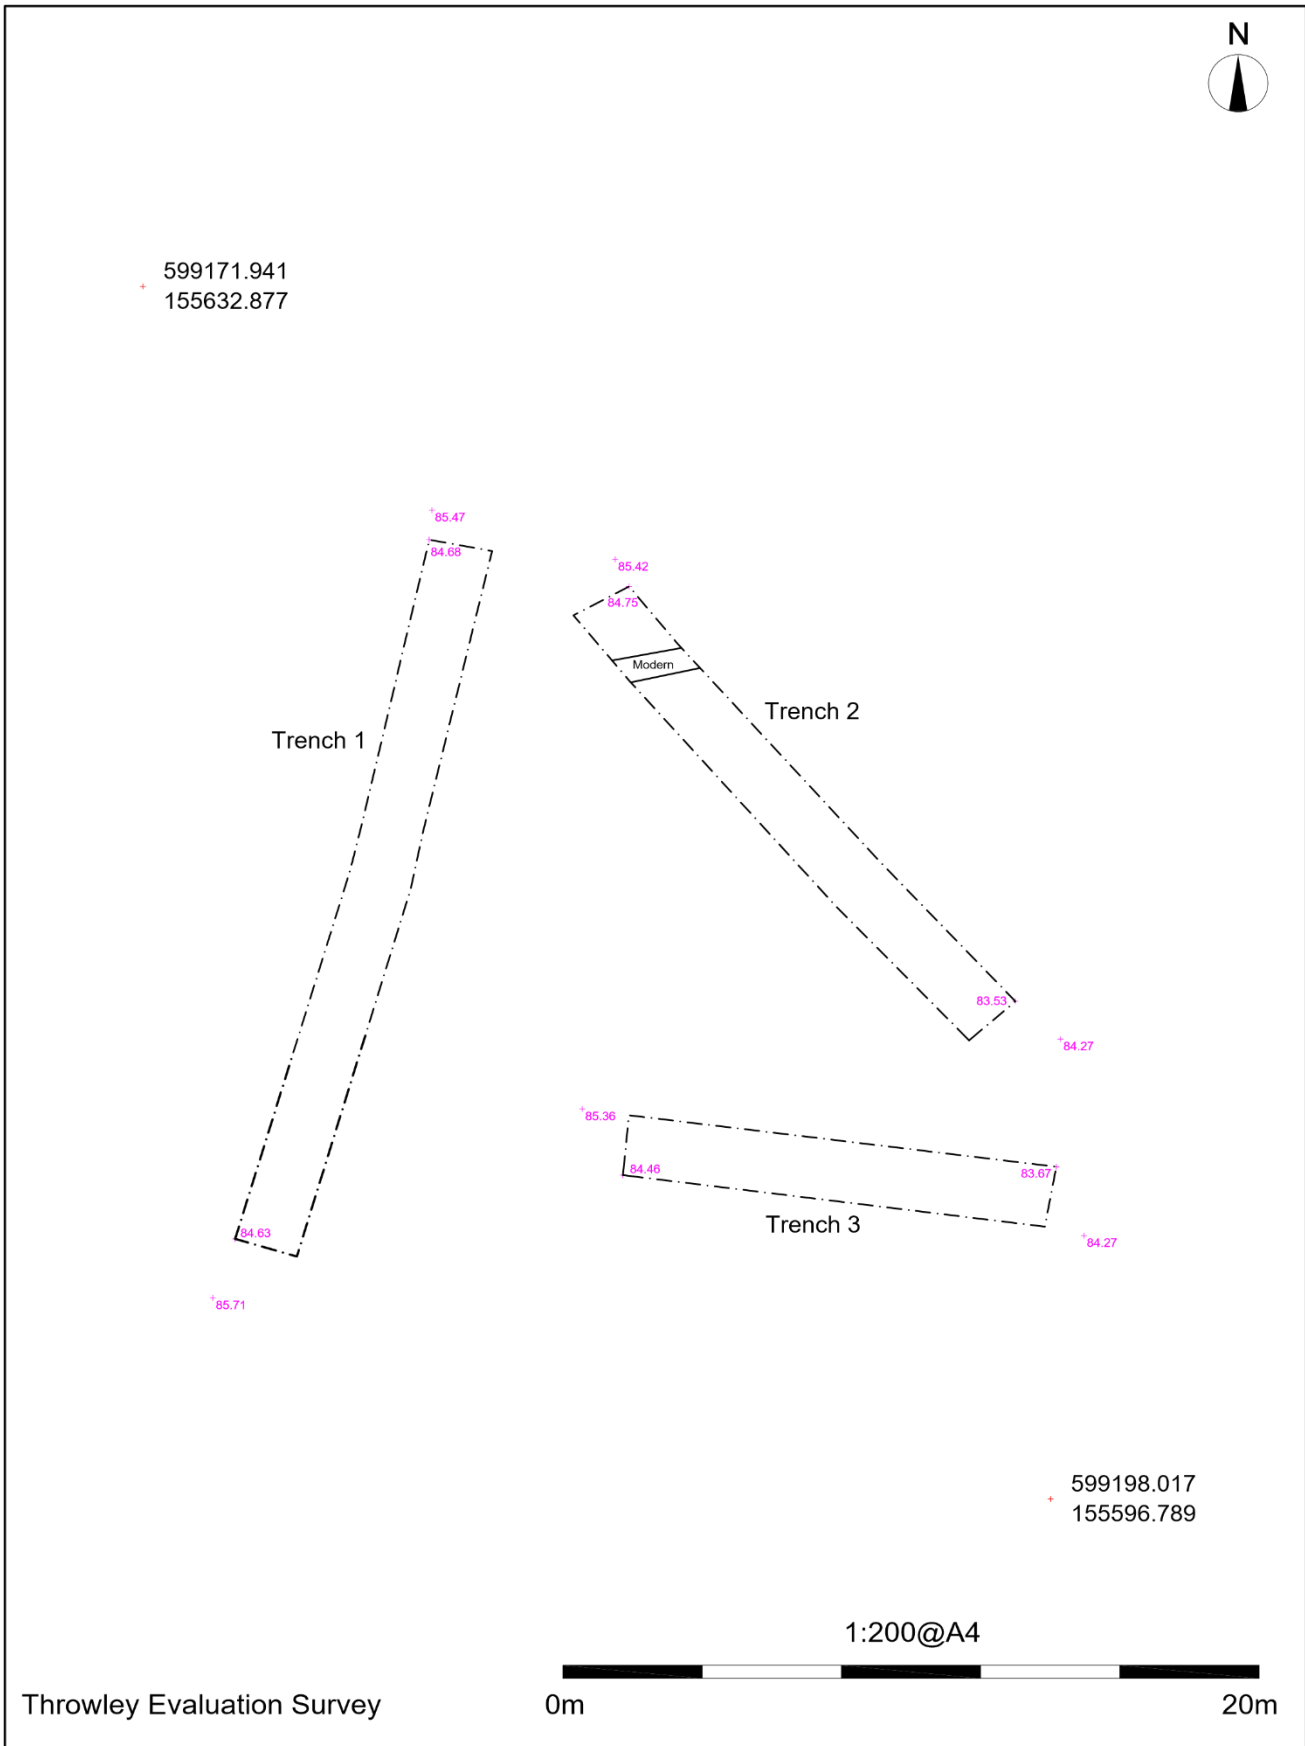 N
599171.941
155632.877
85.47
84.68
85.42
84.75
Modern
Trench 2
Trench 1
83.53
84.27
85.36
84.46
83.67
Trench 3
84.63
84.27
85.71
599198.017
155596.789
1:200@A4
Throwley Evaluation Survey
0m
20m